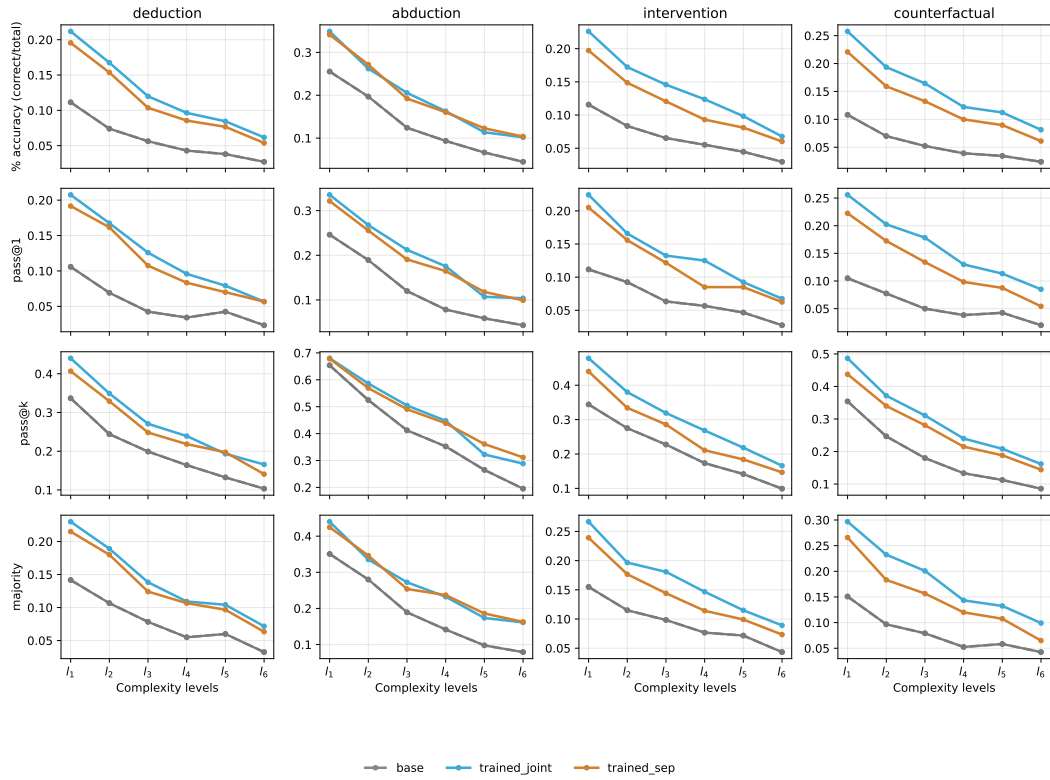 deduction abduction intervention counterfactual
% accuracy (correct/total)
0.20 0.15 0.10 0.05
0.3 0.2 0.1
0.20 0.15 0.10 0.05
0.25 0.20 0.15 0.10 0.05
pass@1
0.20 0.15 0.10 0.05
0.3 0.2 0.1
0.20 0.15 0.10 0.05
0.25 0.20 0.15 0.10 0.05
pass@k
0.4 0.3 0.2 0.1
0.7 0.6 0.5 0.4 0.3 0.2
0.4 0.3 0.2 0.1
0.5 0.4 0.3 0.2 0.1
majority
0.20 0.15 0.10 0.05
0.4 0.3 0.2 0.1
0.25 0.20 0.15 0.10 0.05
0.30 0.25 0.20 0.15 0.10 0.05
l1 l2 l3 l4 l5 l6 l1 l2 l3 l4 l5 l6 l1 l2 l3 l4 l5 l6 l1 l2 l3 l4 l5 l6
Complexity levels Complexity levels Complexity levels Complexity levels
base trained_joint trained_sep